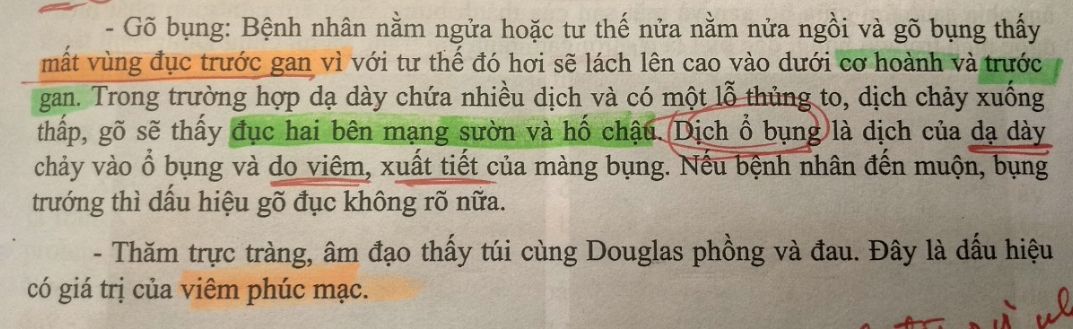 - Gõ bụng: Bệnh nhân nằm ngửa hoặc tư thế nửa nằm nửa ngồi và gõ bụng thấy
mất vùng đục trước gan vì với tư thế đó hơi sẽ lách lên cao vào dưới cơ hoành và trước
gan. Trong trường hợp dạ dày chứa nhiều dịch và có một lỗ thủng to, dịch chảy xuống
thấp, gõ sẽ thấy đục hai bên mạng sườn và hố chậu. Dịch ổ bụng là dịch của dạ dày
chảy vào ổ bụng và do viêm, xuất tiết của màng bụng. Nếu bệnh nhân đến muộn, bụng
trướng thì dấu hiệu gõ đục không rõ nữa.
- Thăm trực tràng, âm đạo thấy túi cùng Douglas phồng và đau. Đây là dấu hiệu
có giá trị của viêm phúc mạc.